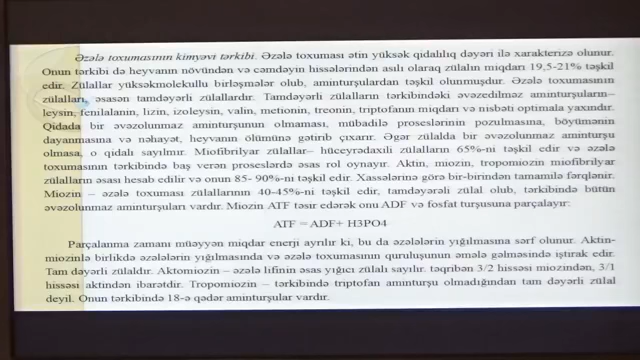 Əzələ toxumasının kimyəvi tərkibi. Əzələ toxuması ətin yüksək qidalılıq dəyəri ilə xarakterizə olunur.
Onun tərkibi də heyvanın növündən və cəmdəyin hissələrindən asılı olaraq zülalın miqdarı 19,5-21% təşkil
edir. Zülallar yüksəkmolekullu birləşmələr olub, aminturşulardan təşkil olunmuşdur. Əzələ toxumasının
zülalları, əsasən tamdəyərli zülallardır. Tamdəyərli zülalların tərkibindəki əvəzedilməz aminturşuların–
leysin, fenilalanin, lizin, izoleysin, valin, metionin, treonin, triptofanın miqdarı və nisbəti optimala yaxındır.
Qidada bir əvəzolunmaz aminturşunun olmaması, mübadilə proseslərinin pozulmasına, böyümənin
dayanmasına və nəhayət, heyvanın ölümünə gətirib çıxarır. Əgər zülalda bir əvəzolunmaz aminturşu
olmasa, o qidalı sayılmır. Miofibrilyar zülallar– hüceyrədaxili zülalların 65%-ni təşkil edir və əzələ
toxumasının tərkibində baş verən proseslərdə əsas rol oynayır. Aktin, miozin, tropomiozin miofibrilyar
zülalların əsası hesab edilir və onun 85- 90%-ni təşkil edir. Xassələrinə görə bir-birindən tamamilə fərqlənir.
Miozin – əzələ toxuması zülallarının 40-45%-ni təşkil edir, tamdəyərəli zülal olub, tərkibində bütün
əvəzolunmaz aminturşuları vardır. Miozin ATF təsir edərək onu ADF və fosfat turşusuna parçalayır:
ATF = ADF+ H3PO4
Parçalanma zamanı müəyyən miqdar enerji ayrılır ki, bu da əzələlərin yığılmasına sərf olunur. Aktin-
miozinlə birlikdə əzələlərin yığılmasında və əzələ toxumasının quruluşunun əmələ gəlməsində iştirak edir.
Tam dəyərli zülaldır. Aktomiozin – əzələ lifinin əsas yığıcı zülalı sayılır. təqribən 3/2 hissəsi miozindən, 3/1
hissəsi aktindən ibarətdir. Tropomiozin – tərkibində triptofan aminturşu olmadığından tam dəyərli zülal
deyil. Onun tərkibində 18-ə qədər aminturşular vardır.